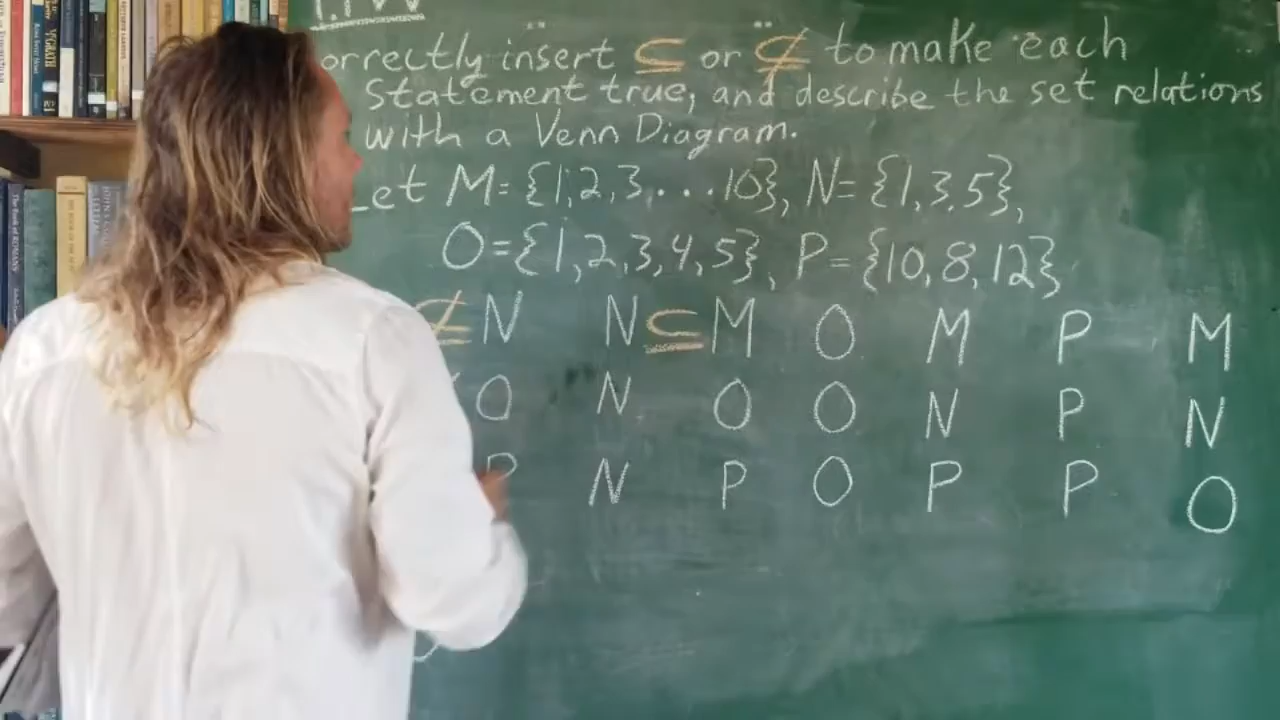 orrectly insert ⊆ or ⊈ to make each
Statement true, and describe the set relations
with a Venn Diagram.
Let M={1,2,3...10}, N={1,3,5},
O={1,2,3,4,5}, P={10,8,12}
⊈ N N ⊆ M O M P M
O N O O N P N
P N P O P P O